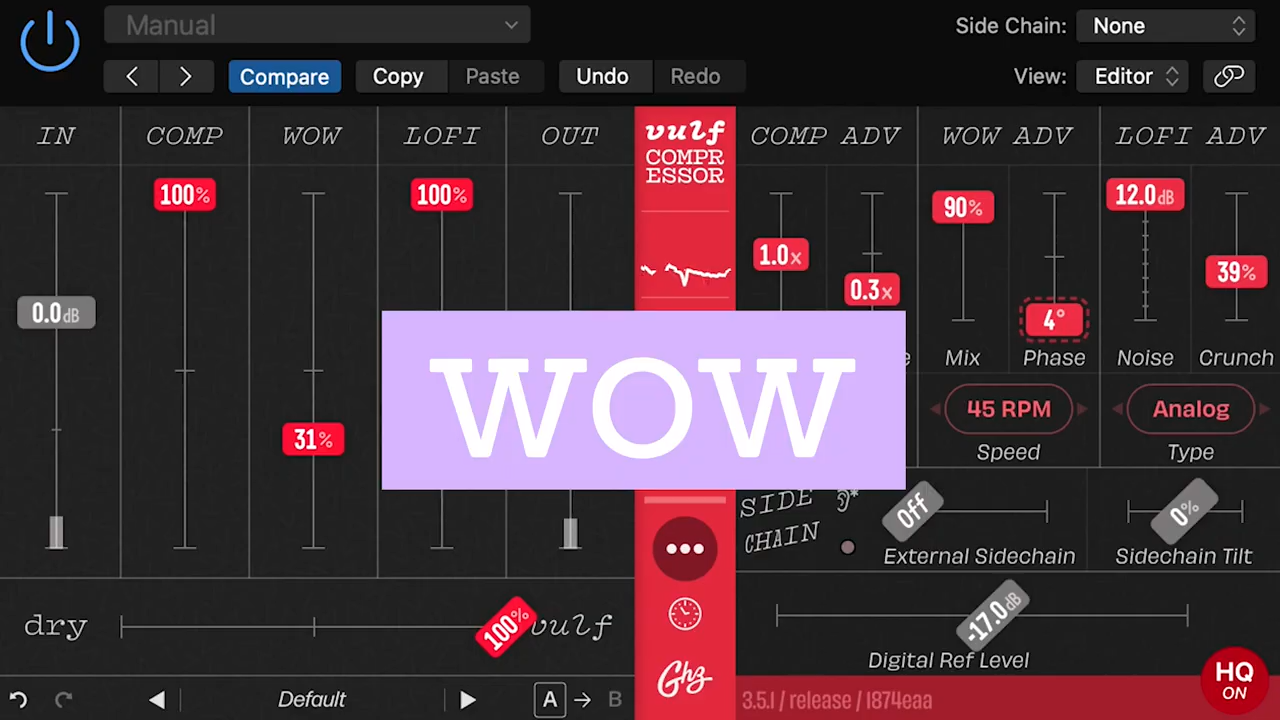 Manual
Side Chain: None
Compare Copy Paste Undo Redo
View: Editor
IN COMP WOW LOFI OUT
vulf
COMPR
ESSOR
COMP ADV WOW ADV LOFI ADV
100%
100%
0.0dB
31%
1.0x
0.3x
90%
4°
12.0dB
39%
Mix Phase Noise Crunch
WOW
45 RPM
Speed
Analog
Type
SIDE
CHAIN
Off
External Sidechain
0%
Sidechain Tilt
dry 100% vulf
-17.0dB
Digital Ref Level
Ghz
Default
A → B
3.5.1 / release / 1874eaa
HQ
ON